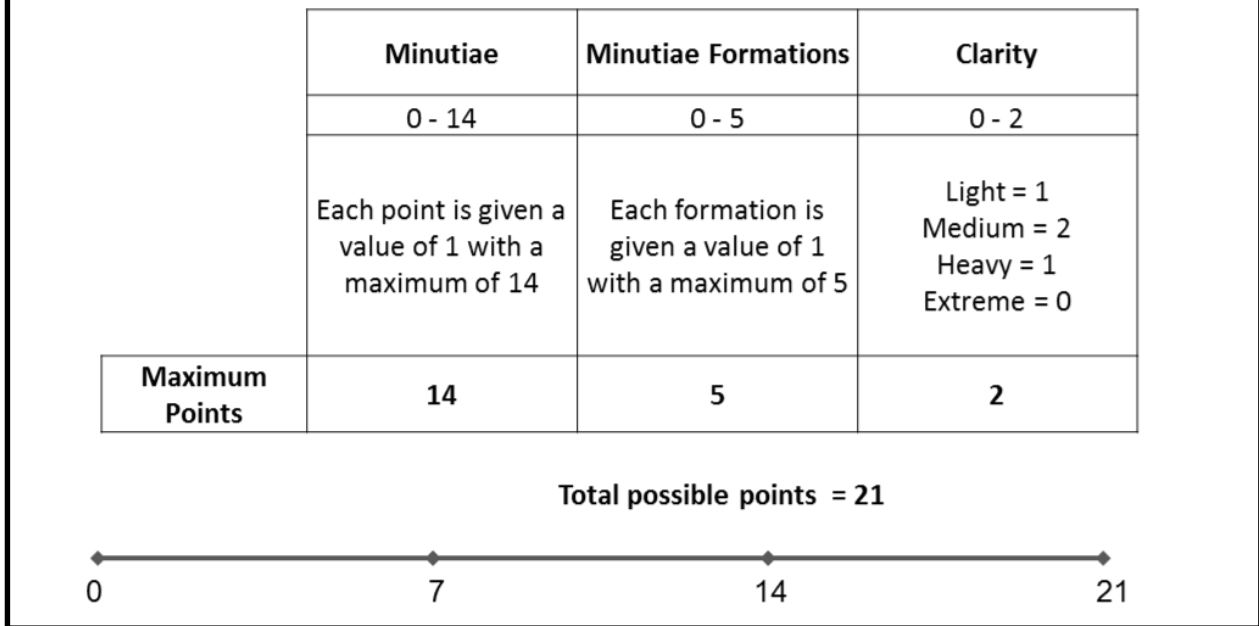 Minutiae
Minutiae Formations
Clarity
0 - 14
0 - 5
0 - 2
Each point is given a
value of 1 with a
maximum of 14
Each formation is
given a value of 1
with a maximum of 5
Light = 1
Medium = 2
Heavy = 1
Extreme = 0
Maximum
Points
14
5
2
Total possible points = 21
0
7
14
21